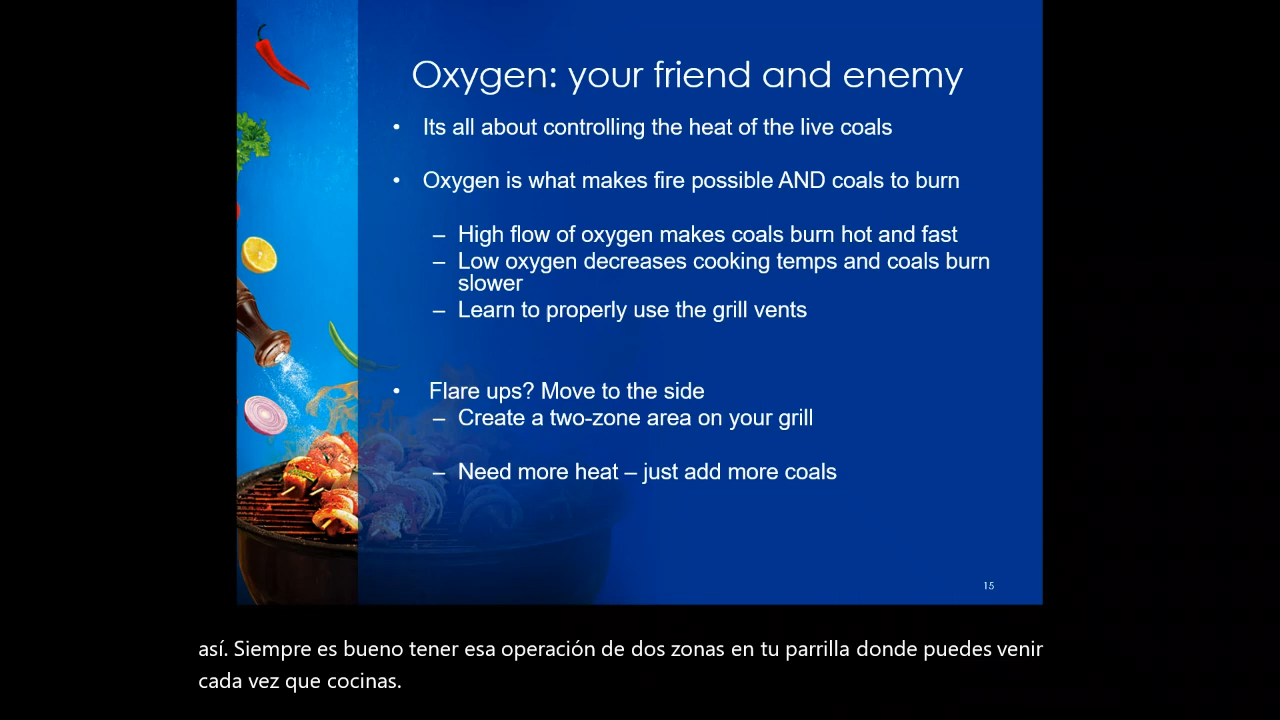 Oxygen: your friend and enemy
• Its all about controlling the heat of the live coals
• Oxygen is what makes fire possible AND coals to burn
– High flow of oxygen makes coals burn hot and fast
– Low oxygen decreases cooking temps and coals burn
slower
– Learn to properly use the grill vents
• Flare ups? Move to the side
– Create a two-zone area on your grill
– Need more heat – just add more coals
15
así. Siempre es bueno tener esa operación de dos zonas en tu parrilla donde puedes venir
cada vez que cocinas.